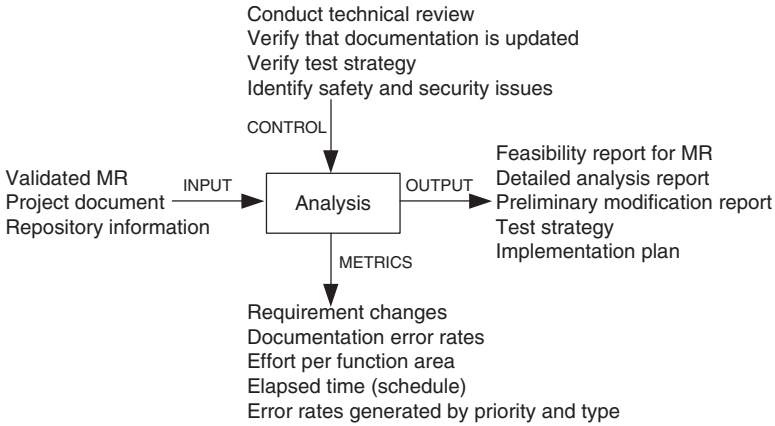 Conduct technical review
Verify that documentation is updated
Verify test strategy
Identify safety and security issues
CONTROL
Validated MR
Project document
Repository information
INPUT
Analysis
OUTPUT
Feasibility report for MR
Detailed analysis report
Preliminary modification report
Test strategy
Implementation plan
METRICS
Requirement changes
Documentation error rates
Effort per function area
Elapsed time (schedule)
Error rates generated by priority and type